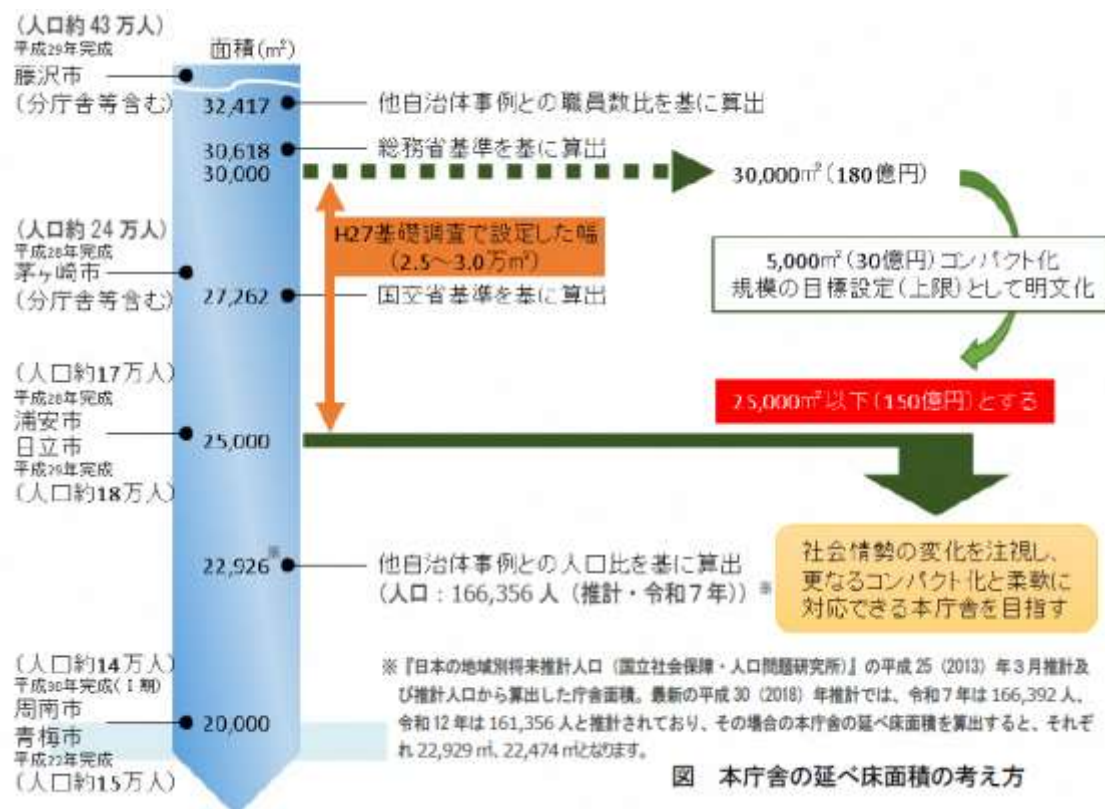 (人口約43万人)
平成29年完成
藤沢市
(分庁舎等含む)
面積(㎡)
32,417
他自治体事例との職員数比を基に算出
30,618
総務省基準を基に算出
30,000
30,000㎡(180億円)
H27基礎調査で設定した幅
(2.5~3.0万㎡)
5,000㎡(30億円)コンパクト化
規模の目標設定(上限)として明文化
(人口約24万人)
平成28年完成
茅ヶ崎市
(分庁舎等含む)
27,262
国交省基準を基に算出
(人口約17万人)
平成28年完成
浦安市
日立市
平成29年完成
(人口約18万人)
25,000
25,000㎡以下(150億円)とする
22,926※
他自治体事例との人口比を基に算出
(人口:166,356人(推計・令和7年))※
社会情勢の変化を注視し、
更なるコンパクト化と柔軟に
対応できる本庁舎を目指す
(人口約14万人)
平成30年完成(Ⅰ期)
周南市
青梅市
平成22年完成
(人口約15万人)
20,000
※『日本の地域別将来推計人口(国立社会保障・人口問題研究所)』の平成25(2013)年3月推計及
び推計人口から算出した庁舎面積。最新の平成30(2018)年推計では、令和7年は166,392人、
令和12年は161,356人と推計されており、その場合の本庁舎の延べ床面積を算出すると、それぞ
れ22,929㎡、22,474㎡となります。
図 本庁舎の延べ床面積の考え方